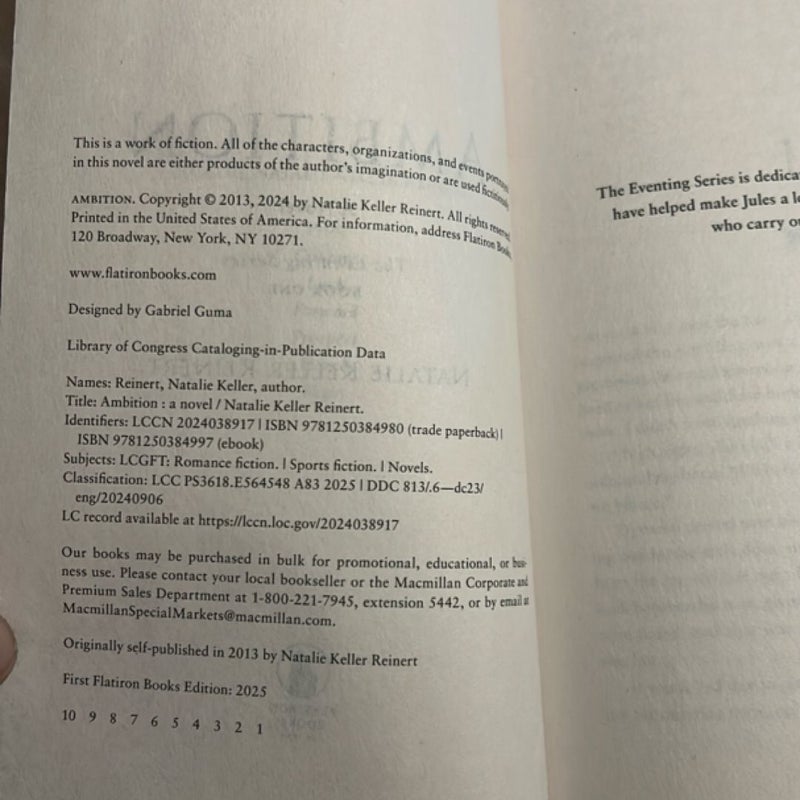 This is a work of fiction. All of the characters, organizations, and events portrayed
in this novel are either products of the author's imagination or are used fictitiously.
AMBITION. Copyright © 2013, 2024 by Natalie Keller Reinert. All rights reserved.
Printed in the United States of America. For information, address Flatiron Books,
120 Broadway, New York, NY 10271.
www.flatironbooks.com
Designed by Gabriel Guma
Library of Congress Cataloging-in-Publication Data
Names: Reinert, Natalie Keller, author.
Title: Ambition : a novel / Natalie Keller Reinert.
Identifiers: LCCN 2024038917 | ISBN 9781250384980 (trade paperback) |
ISBN 9781250384997 (ebook)
Subjects: LCGFT: Romance fiction. | Sports fiction. | Novels.
Classification: LCC PS3618.E564548 A83 2025 | DDC 813/.6—dc23/
eng/20240906
LC record available at https://lccn.loc.gov/2024038917
Our books may be purchased in bulk for promotional, educational, or busi-
ness use. Please contact your local bookseller or the Macmillan Corporate and
Premium Sales Department at 1-800-221-7945, extension 5442, or by email at
MacmillanSpecialMarkets@macmillan.com.
Originally self-published in 2013 by Natalie Keller Reinert
First Flatiron Books Edition: 2025
10 9 8 7 6 5 4 3 2 1
The Eventing Series is
have helped make Jules a
who carry